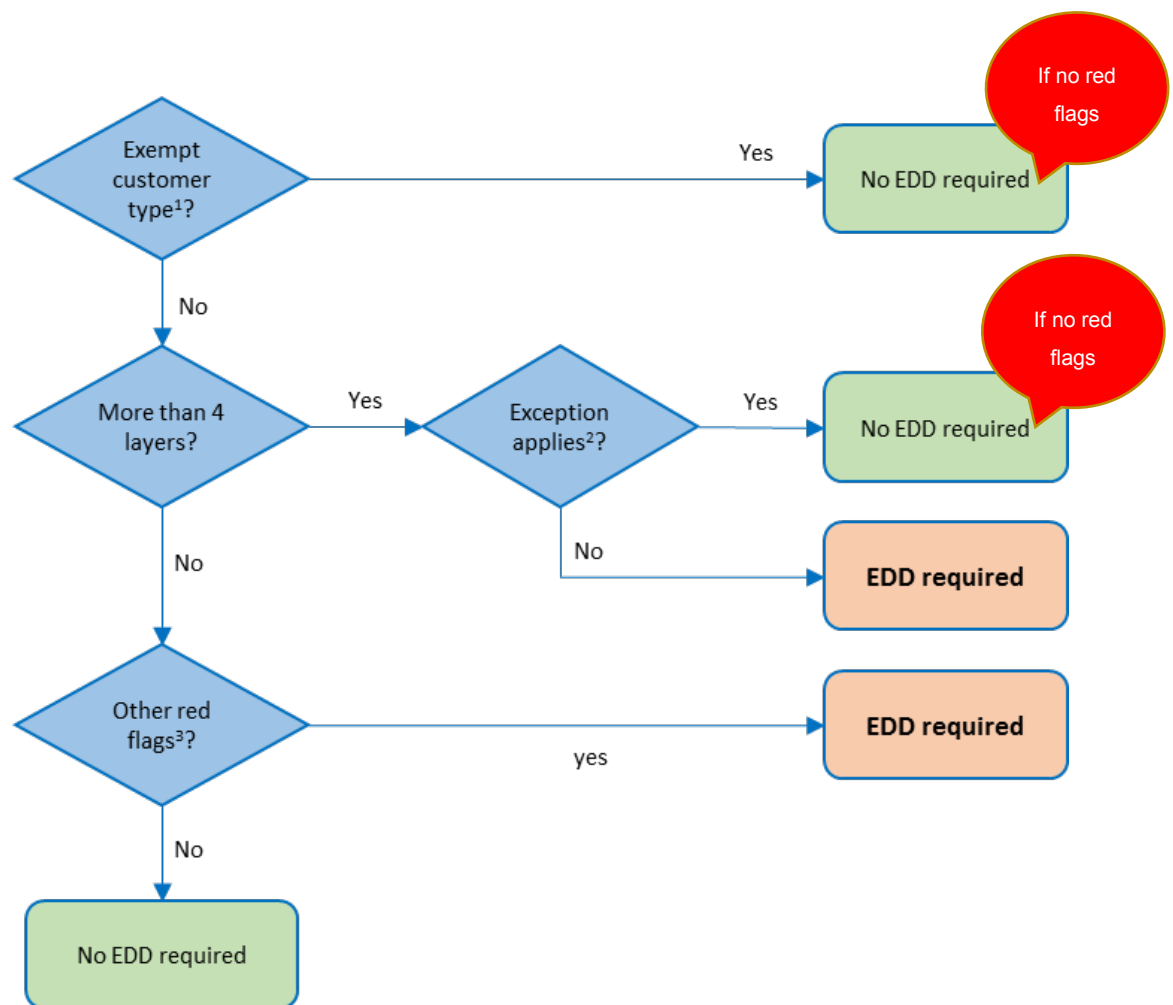 If no red
flags
Exempt
customer
type¹?
Yes
No EDD required
No
If no red
flags
More than 4
layers?
Yes
Exception
applies²?
Yes
No EDD required
No
No
EDD required
Other red
flags³?
yes
EDD required
No
No EDD required